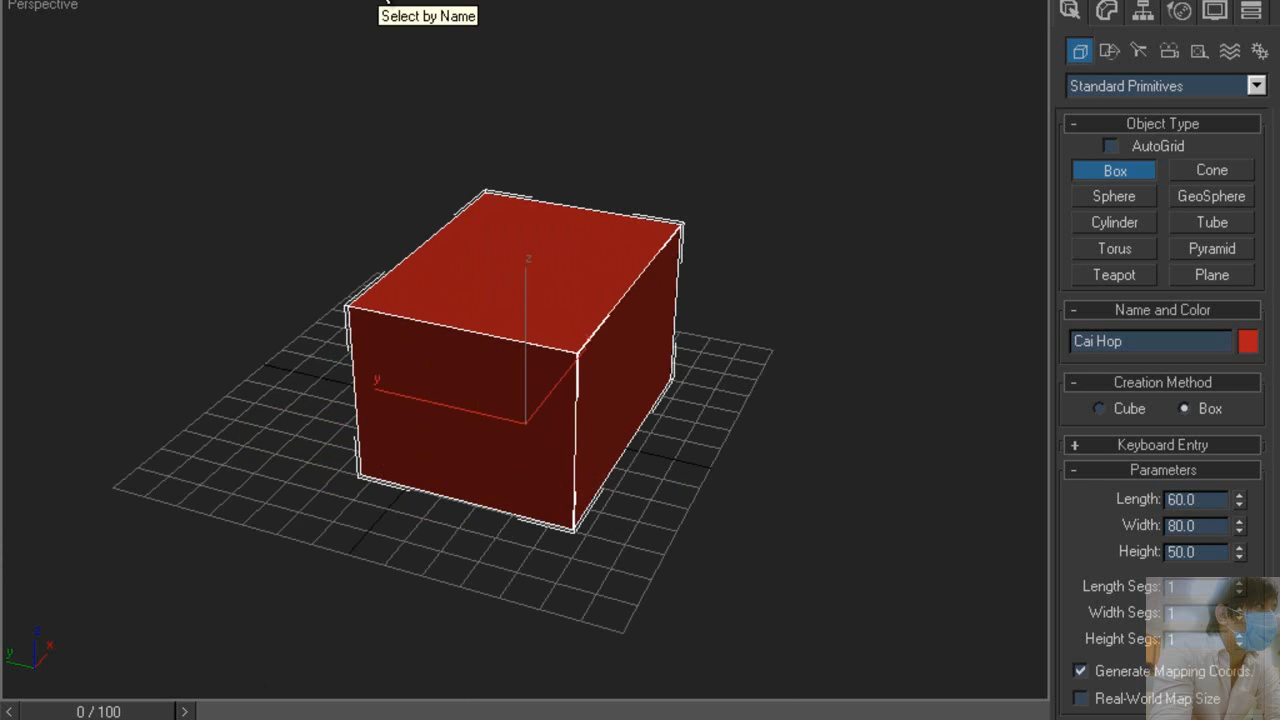 Perspective
Select by Name
Standard Primitives
- Object Type
AutoGrid
Box Cone
Sphere GeoSphere
Cylinder Tube
Torus Pyramid
Teapot Plane
- Name and Color
Cai Hop
- Creation Method
Cube Box
+ Keyboard Entry
- Parameters
Length: 60.0
Width: 80.0
Height: 50.0
Length Segs: 1
Width Segs: 1
Height Segs: 1
Generate Mapping Coords.
Real-World Map Size
z
y
z
x
y
< 0 / 100 >